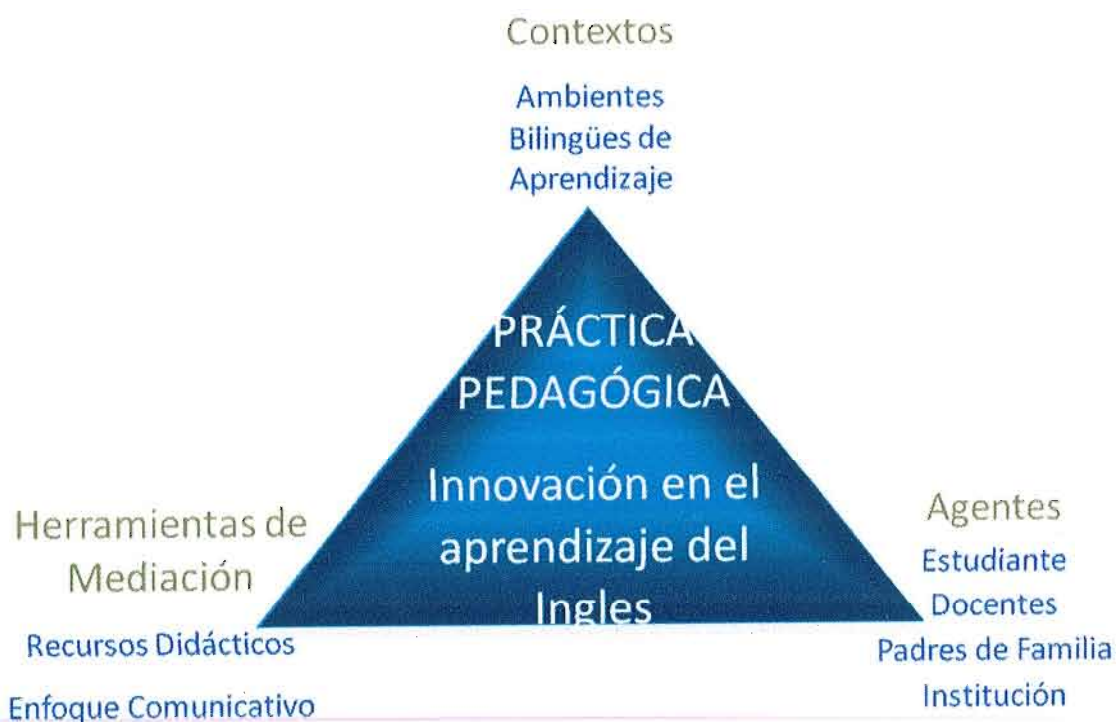 Contextos
Ambientes
Bilingües de
Aprendizaje
PRÁCTICA
PEDAGÓGICA
Innovación en el
aprendizaje del
Ingles
Herramientas de
Mediación
Recursos Didácticos
Enfoque Comunicativo
Agentes
Estudiante
Docentes
Padres de Familia
Institución